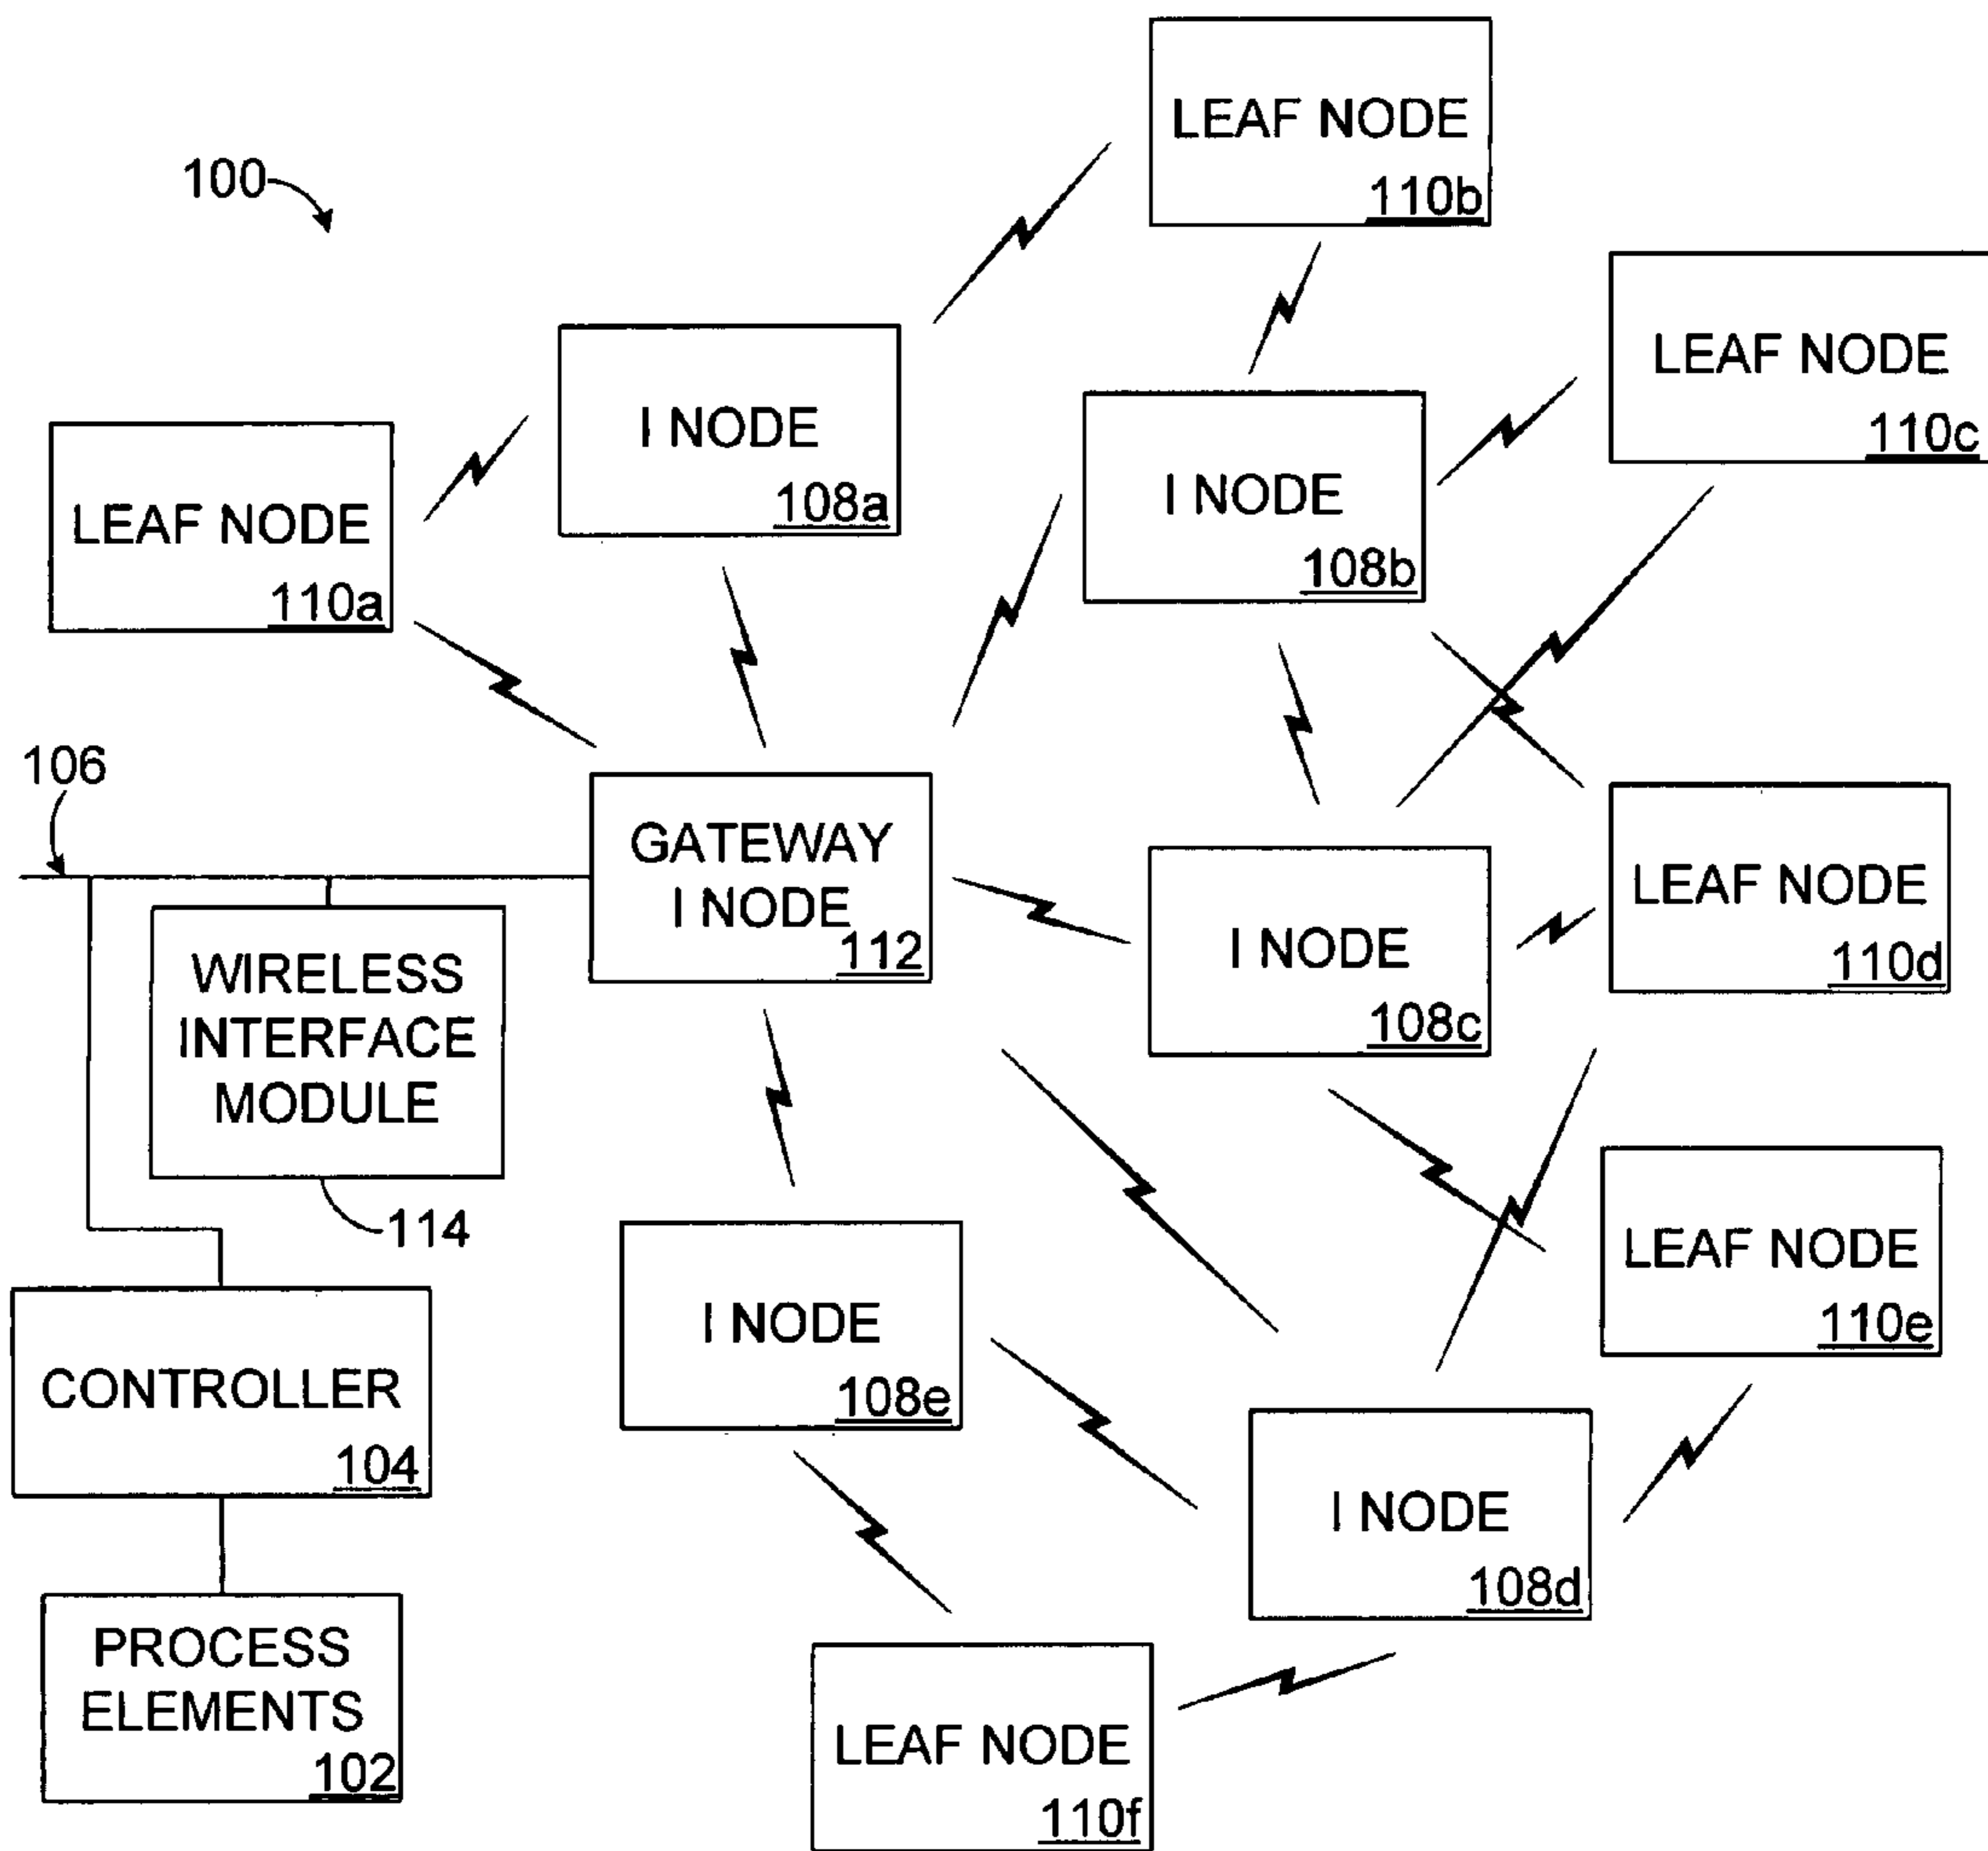 LEAF NODE
110b
100
LEAF NODE
110c
I NODE
108a
I NODE
108b
LEAF NODE
110a
106
GATEWAY
I NODE
112
LEAF NODE
110d
I NODE
108c
WIRELESS
INTERFACE
MODULE
114
LEAF NODE
110e
I NODE
108e
CONTROLLER
104
I NODE
108d
PROCESS
ELEMENTS
102
LEAF NODE
110f